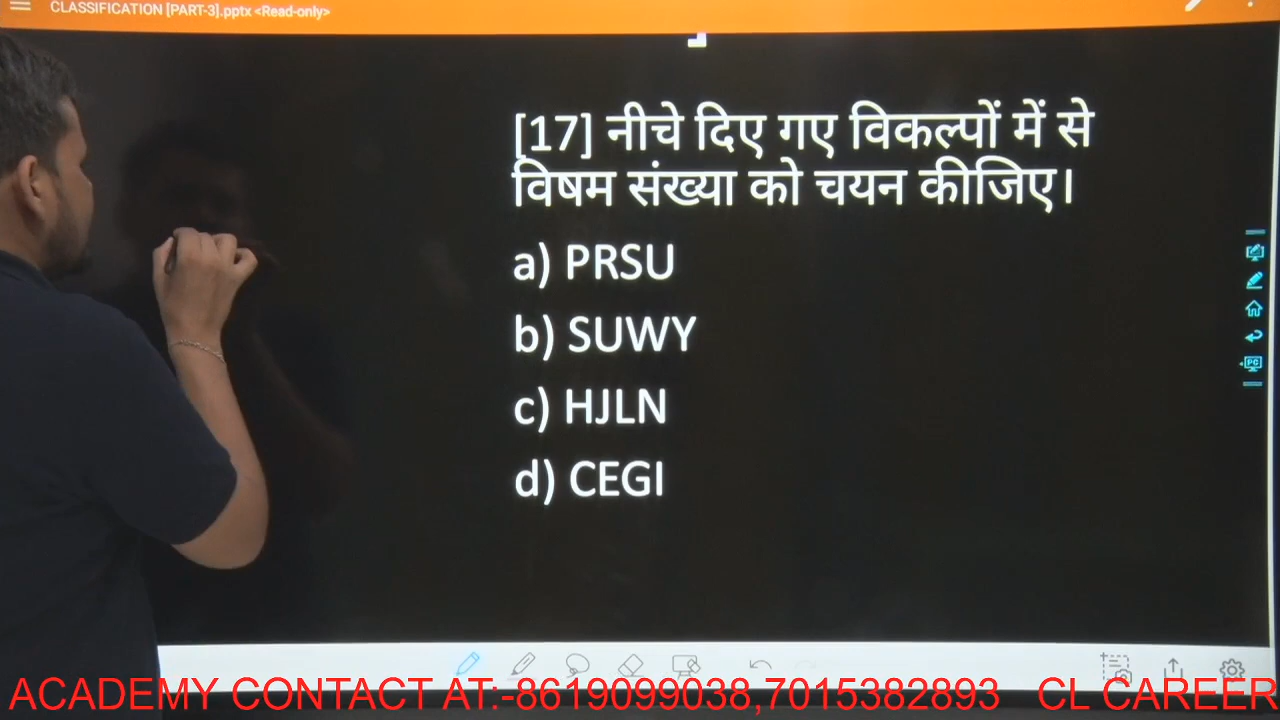 CLASSIFICATION [PART-3].pptx <Read-only>
[17] नीचे दिए गए विकल्पों में से
विषम संख्या को चयन कीजिए।
a) PRSU
b) SUWY
c) HJLN
d) CEGI
PC
ACADEMY CONTACT AT:-8619099038,7015382893 CL CAREER